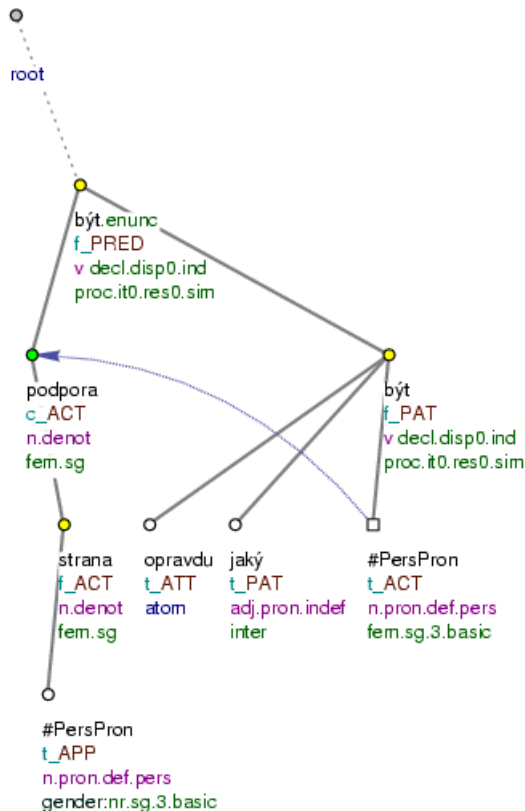 root
být.enunc
f_PRED
v decl.disp0.ind
proc.it0.res0.sim
podpora
c_ACT
n.denot
fem.sg
být
f_PAT
v decl.disp0.ind
proc.it0.res0.sim
strana
f_ACT
n.denot
fem.sg
opravdu
t_ATT
atom
jaký
t_PAT
adj.pron.indef
inter
#PersPron
t_ACT
n.pron.def.pers
fem.sg.3.basic
#PersPron
t_APP
n.pron.def.pers
gender:nr.sg.3.basic